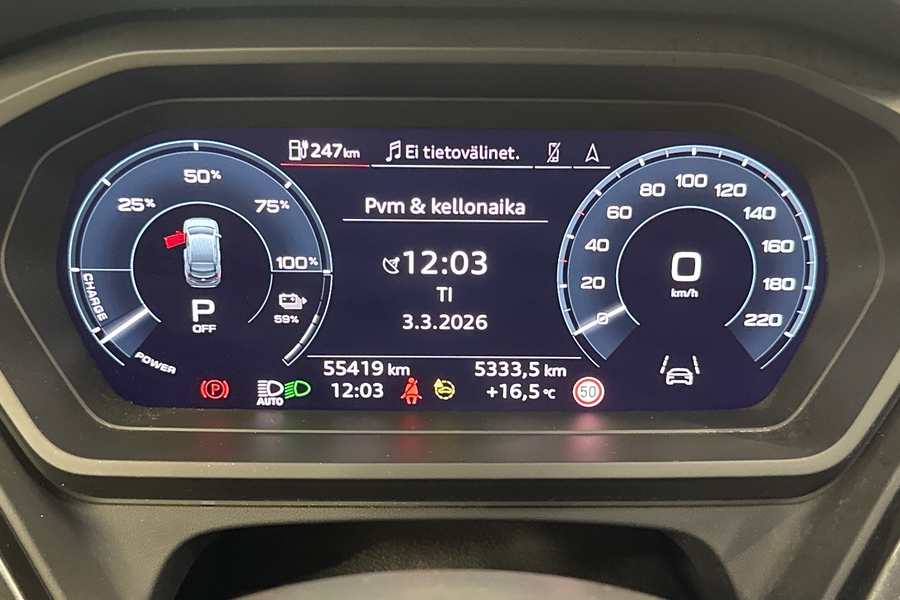 247 km
Ei tietovälinet.
Pvm & kellonaika
12:03
TI
3.3.2026
25%
50%
75%
100%
CHARGE
POWER
P
OFF
59%
0
20
40
60
80
100
120
140
160
180
220
0
km/h
55419 km
5333,5 km
P
AUTO
12:03
+16,5 °C
50